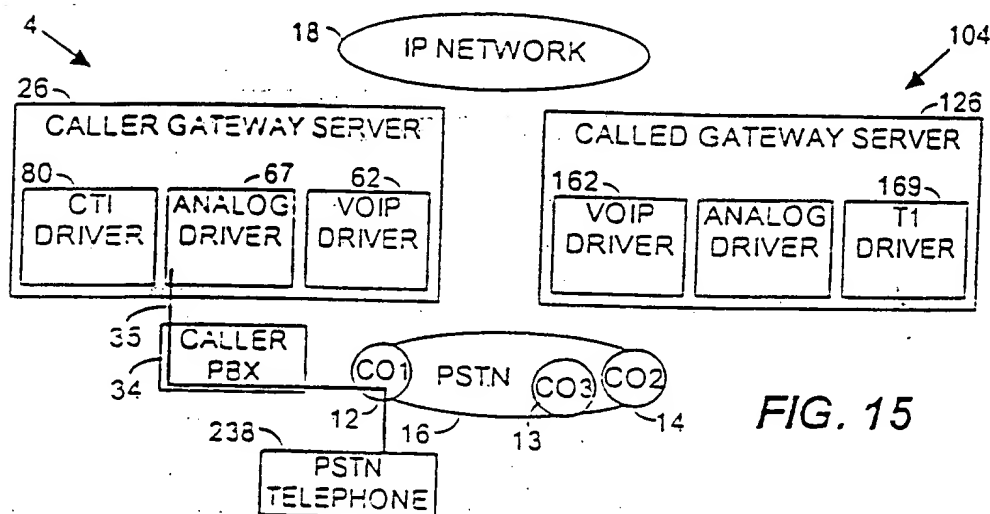 4
18
IP NETWORK
104
26
CALLER GATEWAY SERVER
126
CALLED GATEWAY SERVER
80
CTI
DRIVER
67
ANALOG
DRIVER
62
VOIP
DRIVER
162
VOIP
DRIVER
ANALOG
DRIVER
169
T1
DRIVER
35
34
CALLER
PBX
CO1
PSTN
CO3
CO2
12
16
13
14
FIG. 15
238
PSTN
TELEPHONE